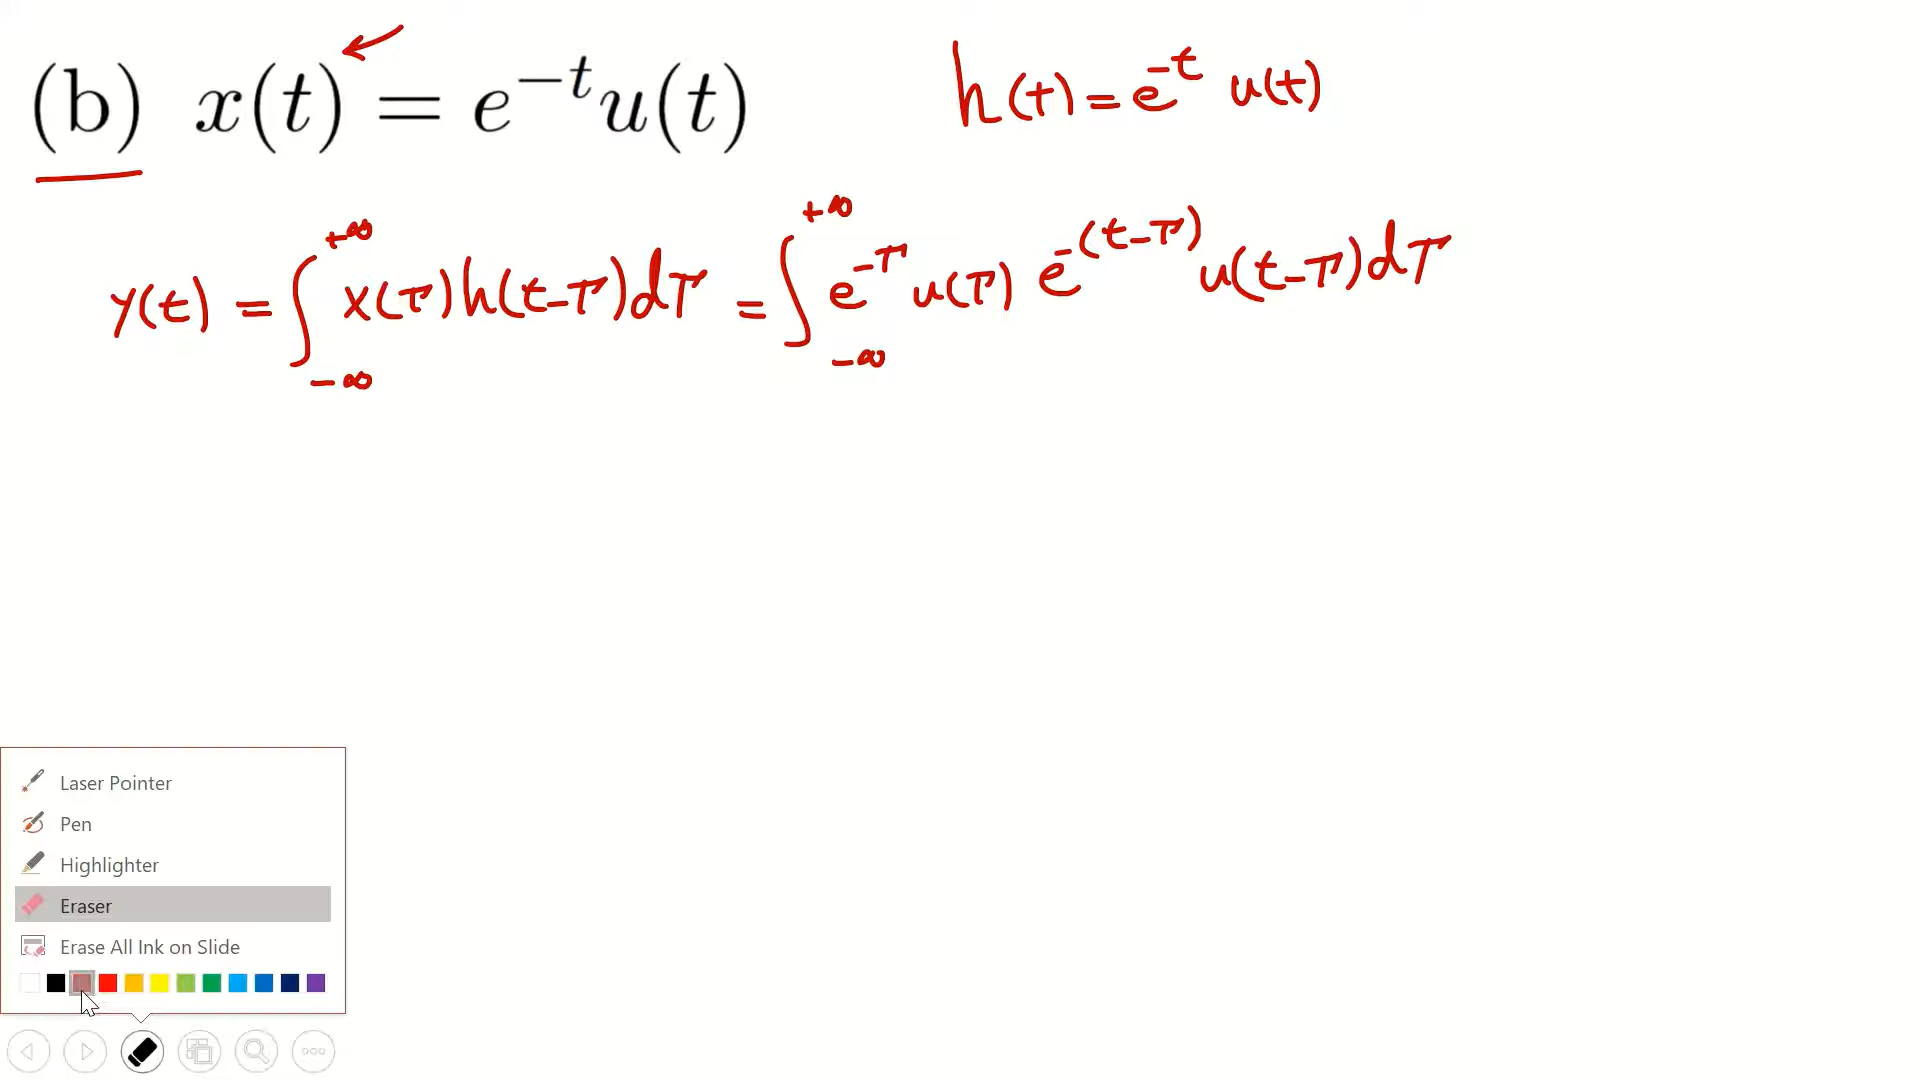 (b) x(t) = e^{-t}u(t)
h(t) = e^{-t} u(t)
y(t) = ∫_{-∞}^{+∞} x(τ)h(t-τ)dτ = ∫_{-∞}^{+∞} e^{-τ} u(τ) e^{-(t-τ)} u(t-τ)dτ
Laser Pointer
Pen
Highlighter
Eraser
Erase All Ink on Slide